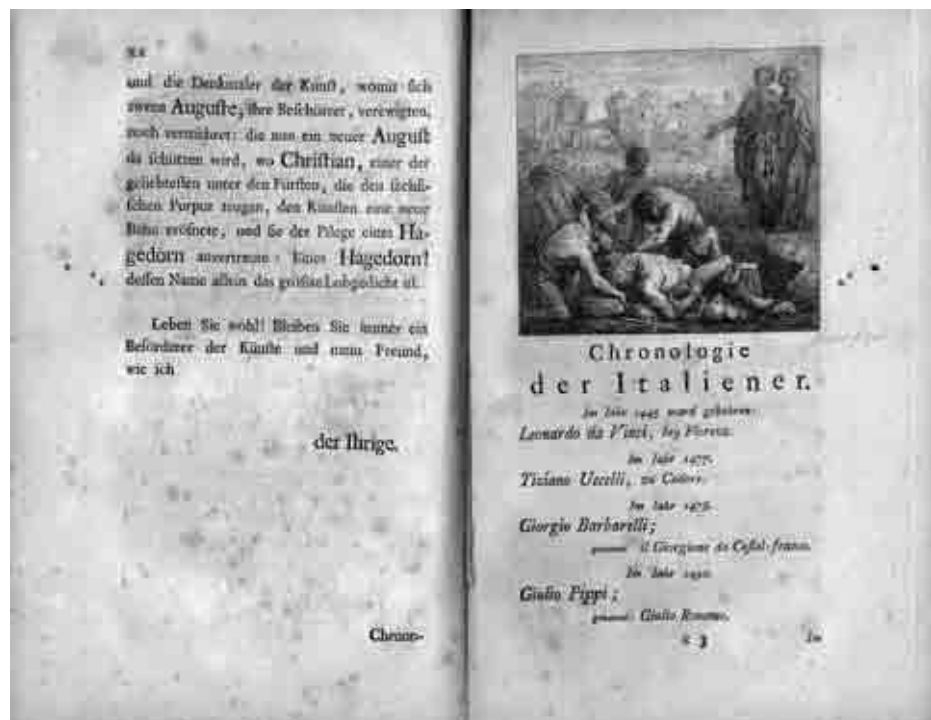 und die Denkmäler der Kunst, womit sich
zween Auguste, ihre Beschützer, verewigten,
noch vermehret: die nun ein neuer August
da schützen wird, wo Christian, einer der
geliebtesten unter den Fürsten, die den sächsi-
schen Purpur trugen, den Künsten eine neue
Bahn eröfnete, und sie der Pflege eines Ha-
gedorn anvertraute: Eines Hagedorn!
dessen Name allein das größte Lobgedicht ist.
Leben Sie wohl! Bleiben Sie immer ein
Beförderer der Künste und mein Freund,
wie ich
der Ihrige.
Chrono-
Chronologie
der Italiener.
Im Jahr 1445 ward gebohren:
Leonardo da Vinci, bey Florenz.
Im Jahr 1477.
Tiziano Uccelli, zu Cadore.
Im Jahr 1478.
Giorgio Barbarelli;
genannt il Giorgione da Castel-franco.
Im Jahr 1492.
Giulio Pippi;
genannt Giulio Romano.
3
Im